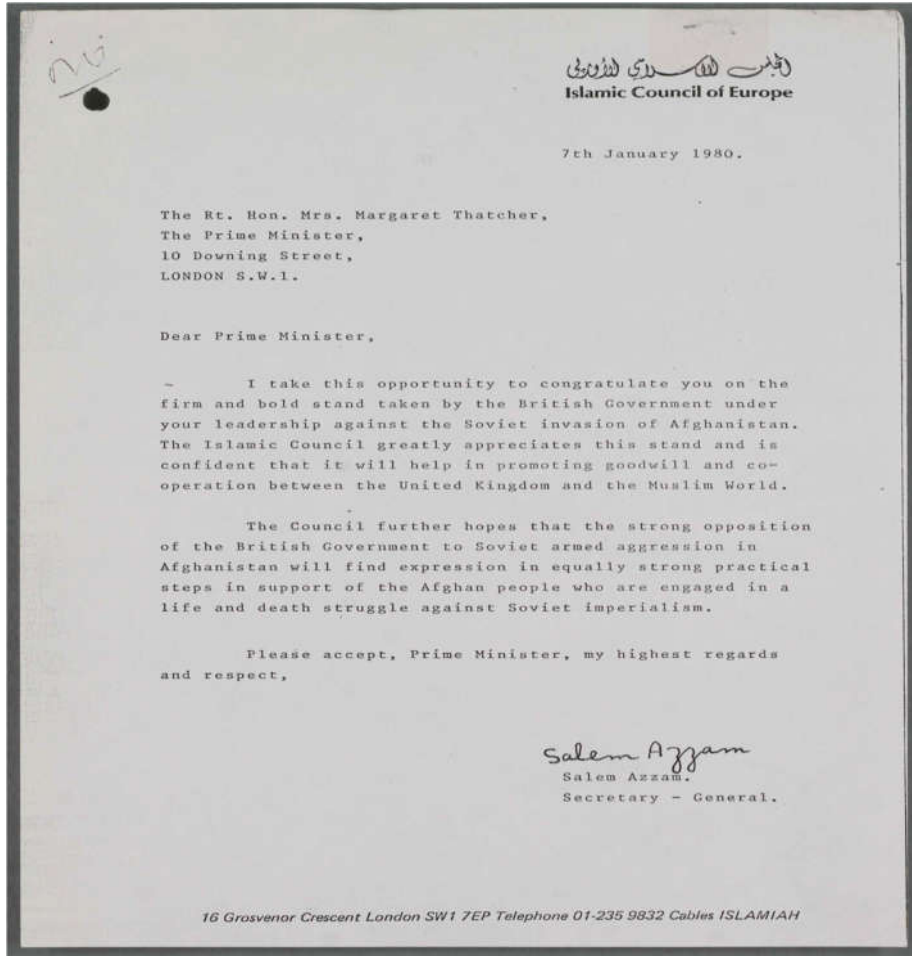 المجلس الإسلامي الأوروبي
Islamic Council of Europe
7th January 1980.
The Rt. Hon. Mrs. Margaret Thatcher,
The Prime Minister,
10 Downing Street,
LONDON S.W.1.
Dear Prime Minister,
I take this opportunity to congratulate you on the
firm and bold stand taken by the British Government under
your leadership against the Soviet invasion of Afghanistan.
The Islamic Council greatly appreciates this stand and is
confident that it will help in promoting goodwill and co-
operation between the United Kingdom and the Muslim World.
The Council further hopes that the strong opposition
of the British Government to Soviet armed aggression in
Afghanistan will find expression in equally strong practical
steps in support of the Afghan people who are engaged in a
life and death struggle against Soviet imperialism.
Please accept, Prime Minister, my highest regards
and respect,
Salem Azzam
Salem Azzam.
Secretary - General.
16 Grosvenor Crescent London SW1 7EP Telephone 01-235 9832 Cables ISLAMIAH